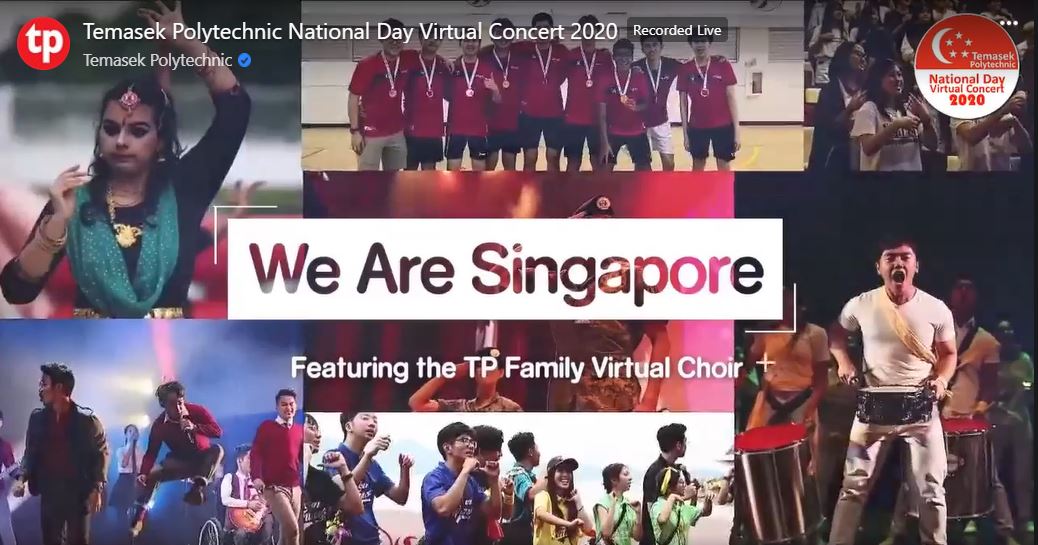 tp
Temasek Polytechnic National Day Virtual Concert 2020
Recorded Live
Temasek Polytechnic
Temasek
Polytechnic
National Day
Virtual Concert
2020
We Are Singapore
Featuring the TP Family Virtual Choir